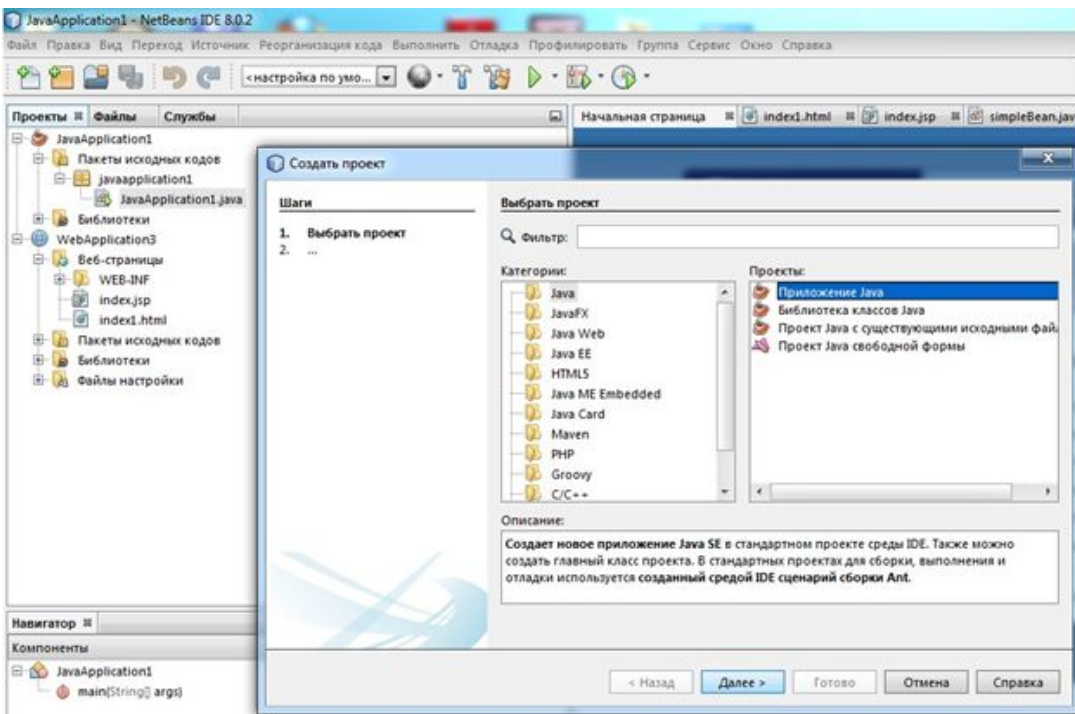 JavaApplication1 - NetBeans IDE 8.0.2
Файл Правка Вид Переход Источник Реорганизация кода Выполнить Отладка Профилировать Группа Сервис Окно Справка
<настройка по умо...
Проекты Файлы Службы
Начальная страница index1.html index.jsp simpleBean.jav
JavaApplication1
Пакеты исходных кодов
javaapplication1
JavaApplication1.java
Библиотеки
WebApplication3
Веб-страницы
WEB-INF
index.jsp
index1.html
Пакеты исходных кодов
Библиотеки
Файлы настройки
Создать проект
Шаги
1. Выбрать проект
2. ...
Выбрать проект
Фильтр:
Категории:
Java
JavaFX
Java Web
Java EE
HTML5
Java ME Embedded
Java Card
Maven
PHP
Groovy
C/C++
Проекты:
Приложение Java
Библиотека классов Java
Проект Java с существующими исходными фай
Проект Java свободной формы
Описание:
Создает новое приложение Java SE в стандартном проекте среды IDE. Также можно
создать главный класс проекта. В стандартных проектах для сборки, выполнения и
отладки используется созданный средой IDE сценарий сборки Ant.
Навигатор
Компоненты
JavaApplication1
main(String[] args)
< Назад Далее > Готово Отмена Справка